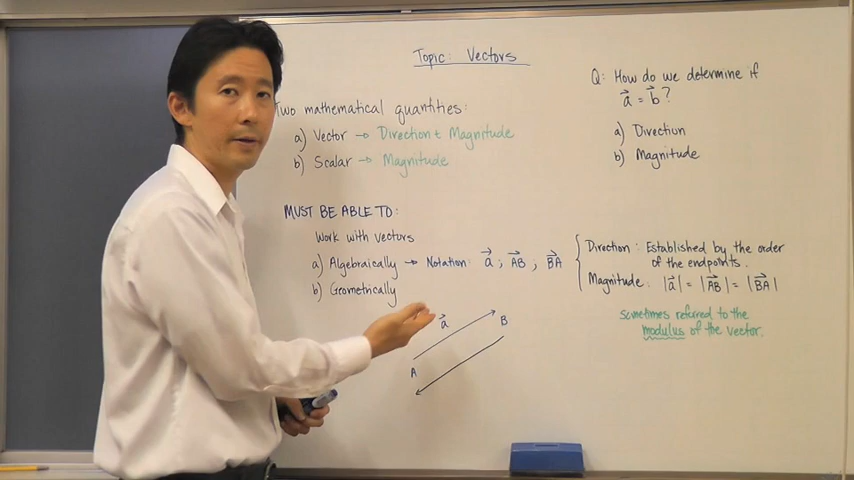 Topic: Vectors
Two mathematical quantities:
a) Vector → Direction + Magnitude
b) Scalar → Magnitude
MUST BE ABLE TO:
Work with vectors
a) Algebraically → Notation: a⃗ ; AB⃗ ; BA⃗
b) Geometrically
a⃗
B
A
Q: How do we determine if
a⃗ = b⃗?
a) Direction
b) Magnitude
Direction: Established by the order
of the endpoints.
Magnitude: |a⃗| = |AB⃗| = |BA⃗|
sometimes referred to the
modulus of the vector.